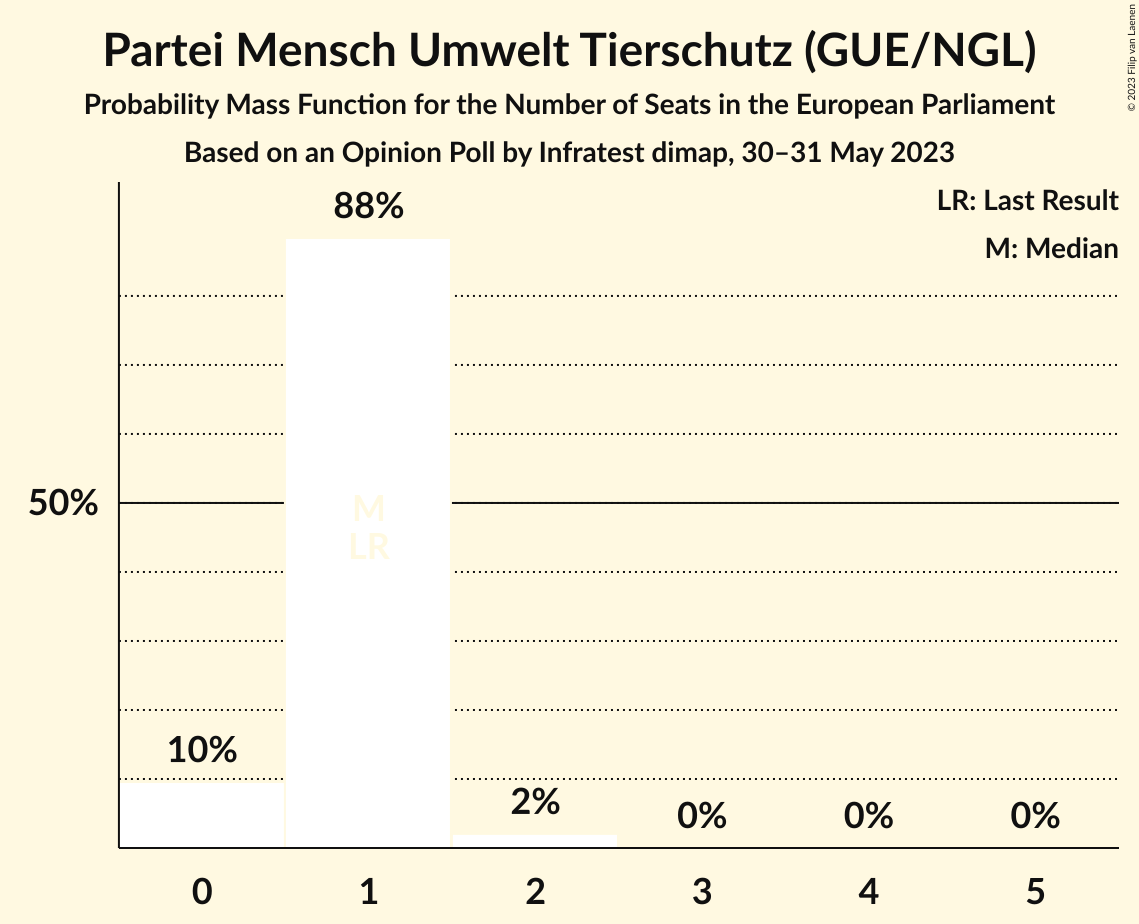 Partei Mensch Umwelt Tierschutz (GUE/NGL)
Probability Mass Function for the Number of Seats in the European Parliament
Based on an Opinion Poll by Infratest dimap, 30–31 May 2023
© 2023 Filip van Laenen
LR: Last Result
M: Median
88%
50%
M
LR
10%
2%
0%
0%
0%
0
1
2
3
4
5